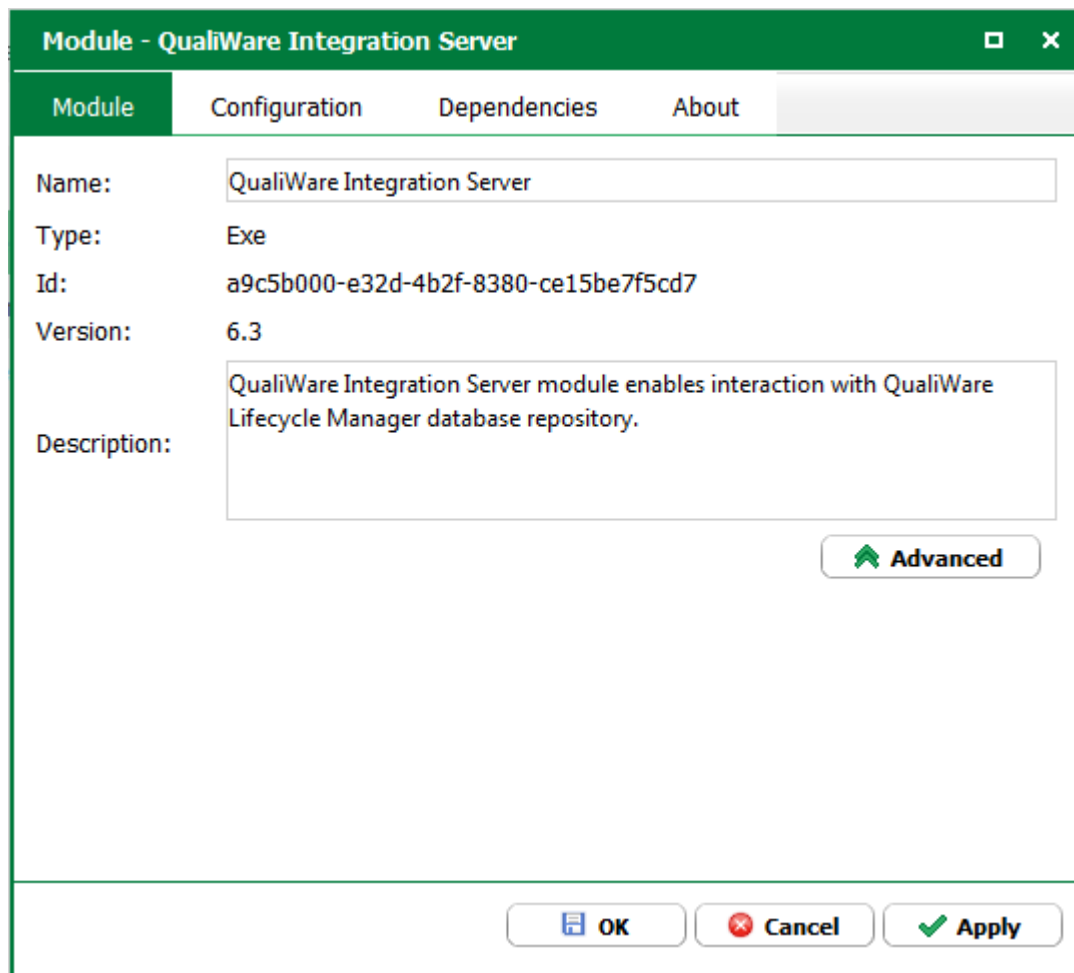 Module - QualiWare Integration Server
Module Configuration Dependencies About
Name: QualiWare Integration Server
Type: Exe
Id: a9c5b000-e32d-4b2f-8380-ce15be7f5cd7
Version: 6.3
Description: QualiWare Integration Server module enables interaction with QualiWare
Lifecycle Manager database repository.
Advanced
OK Cancel Apply